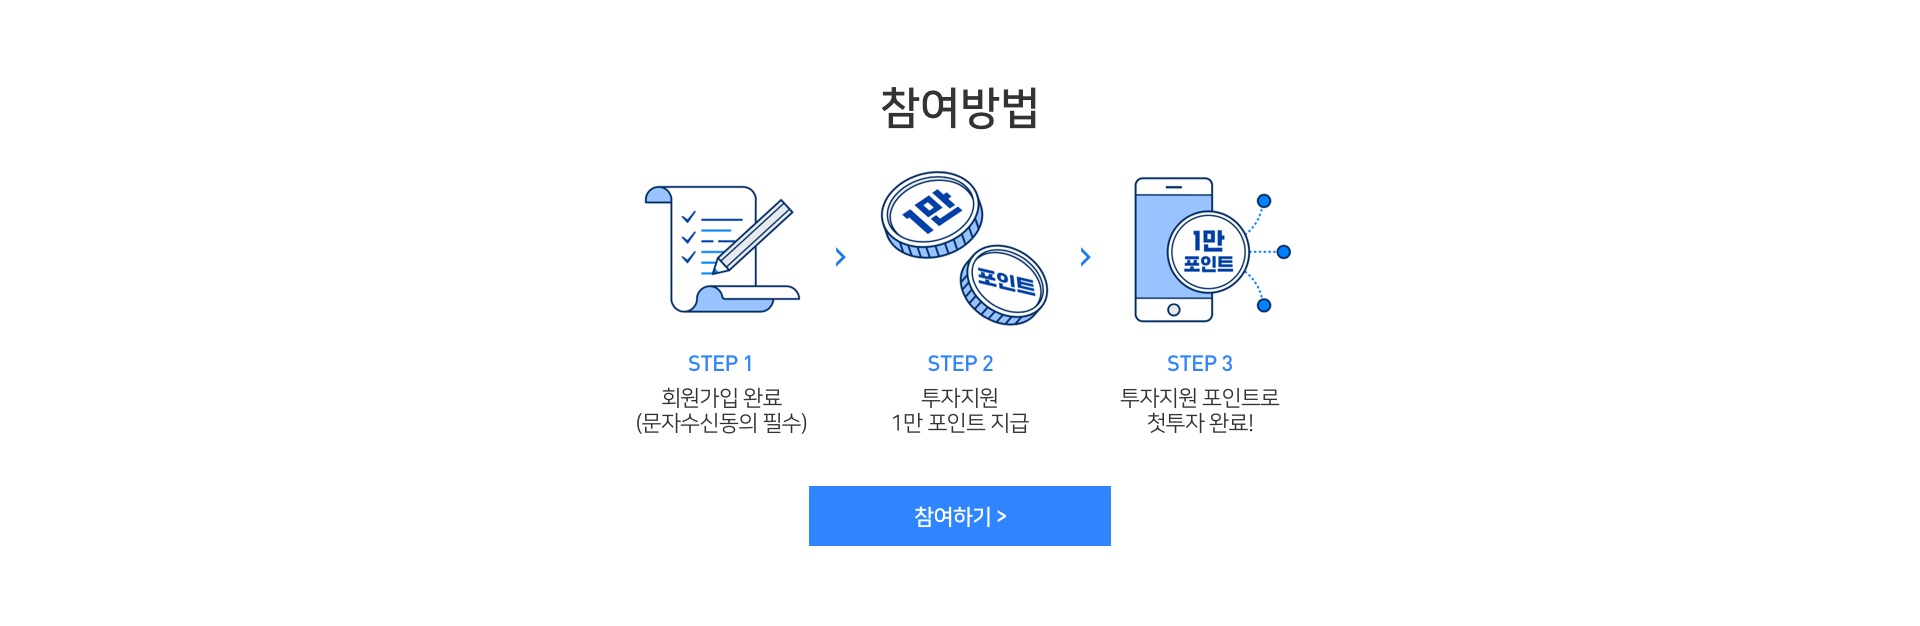 참여방법
1만
포인트
1만
포인트
STEP 1
회원가입 완료
(문자수신동의 필수)
STEP 2
투자지원
1만 포인트 지급
STEP 3
투자지원 포인트로
첫투자 완료!
참여하기 >